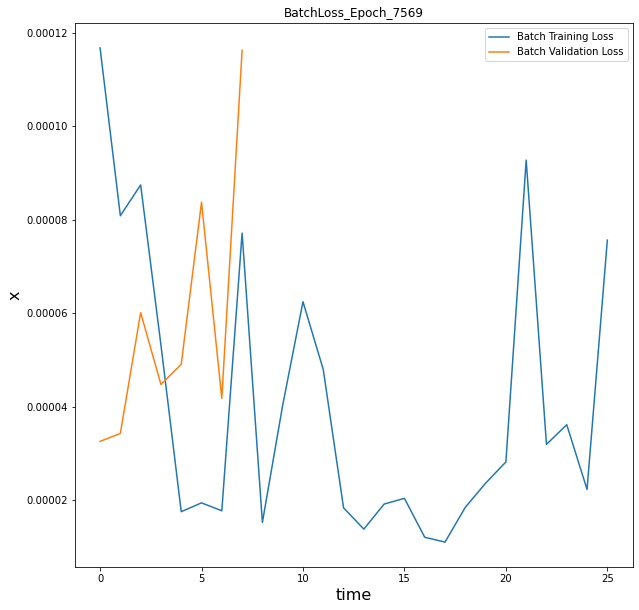 BatchLoss_Epoch_7569
Batch Training Loss
Batch Validation Loss
0.00012
0.00010
0.00008
0.00006
0.00004
0.00002
x
0 5 10 15 20 25
time